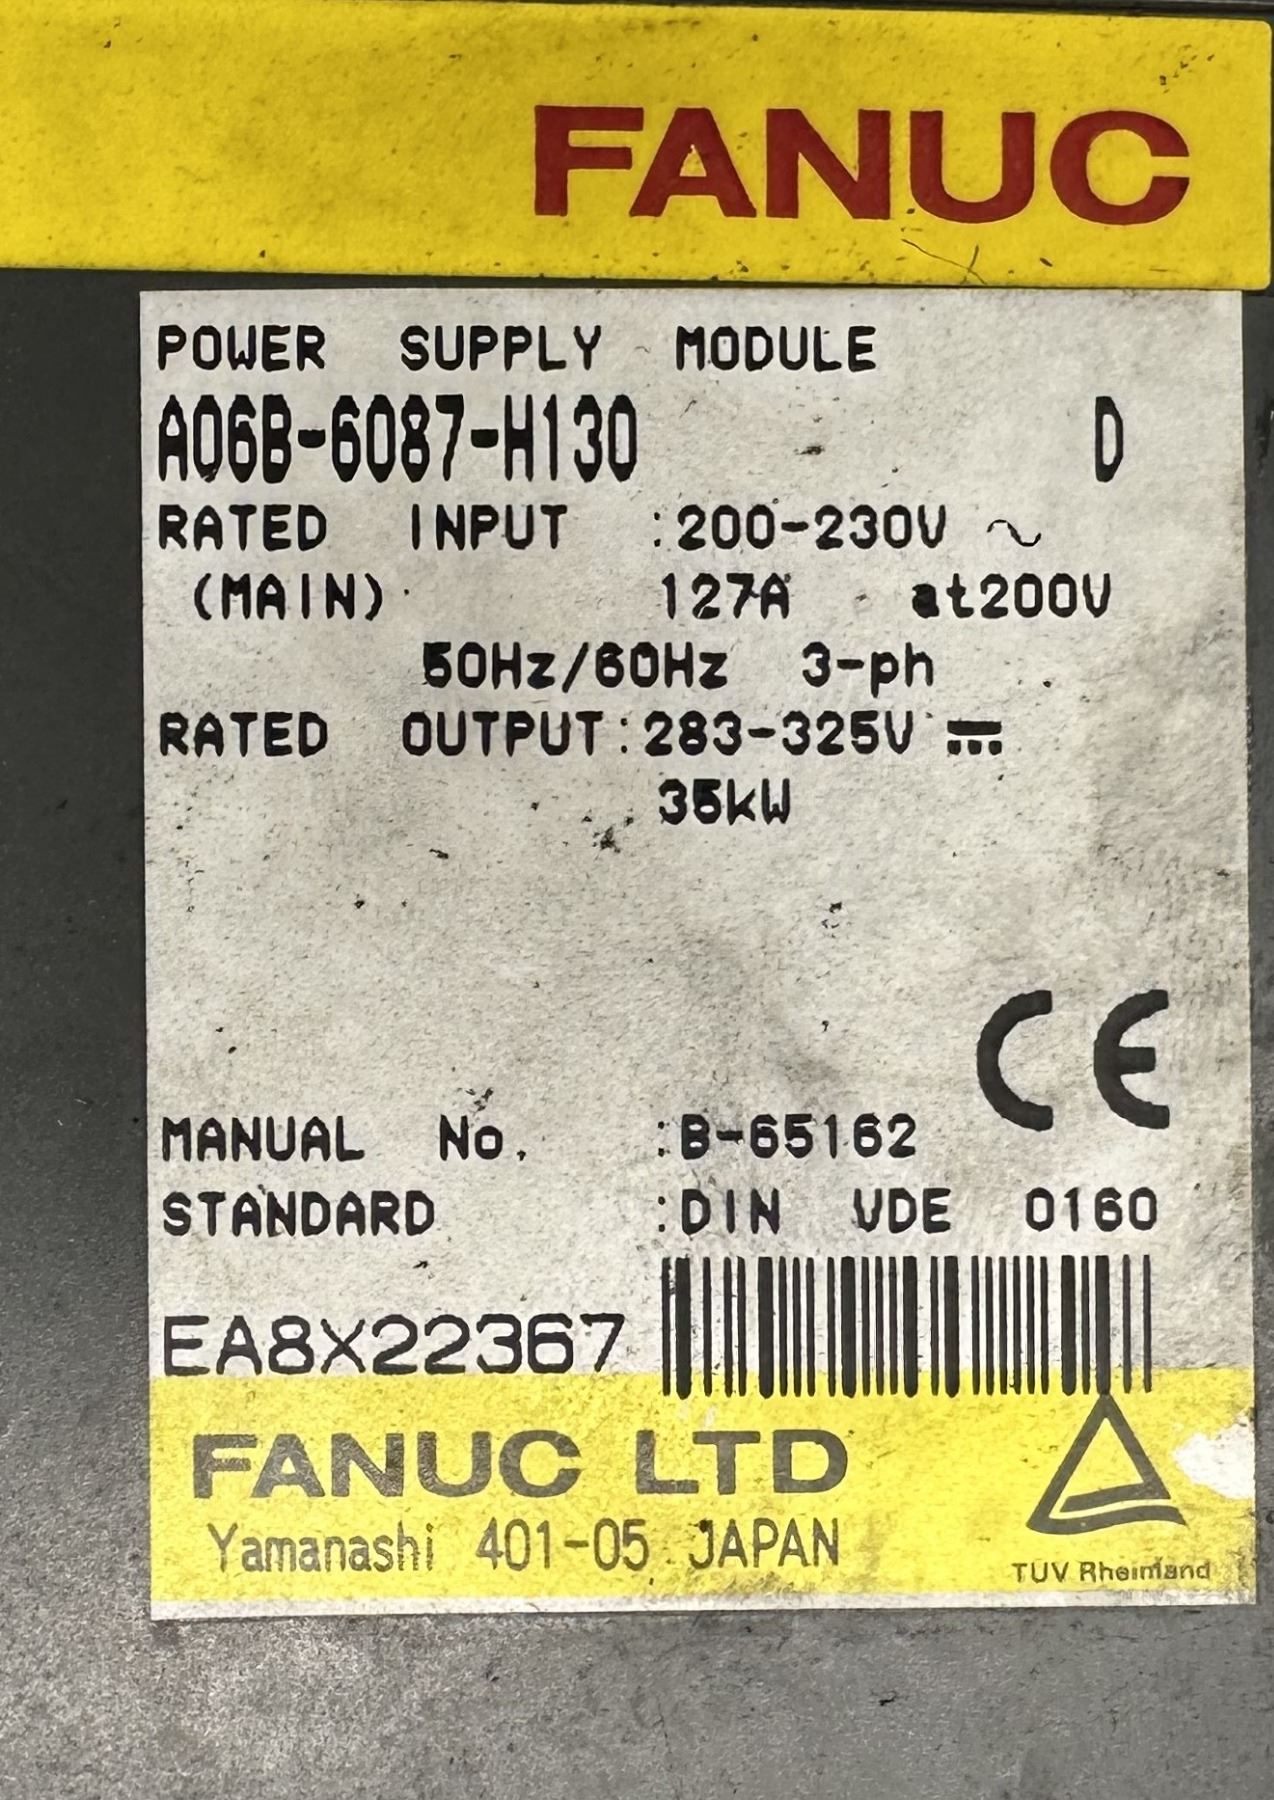 FANUC
POWER SUPPLY MODULE
A06B-6087-H130 D
RATED INPUT :200-230V ~
(MAIN) 127A at200V
50Hz/60Hz 3-ph
RATED OUTPUT:283-325V ⎓
35kW
CE
MANUAL No. :B-65162
STANDARD :DIN VDE 0160
EA8X22367
FANUC LTD
Yamanashi 401-05 JAPAN
TUV Rheinland